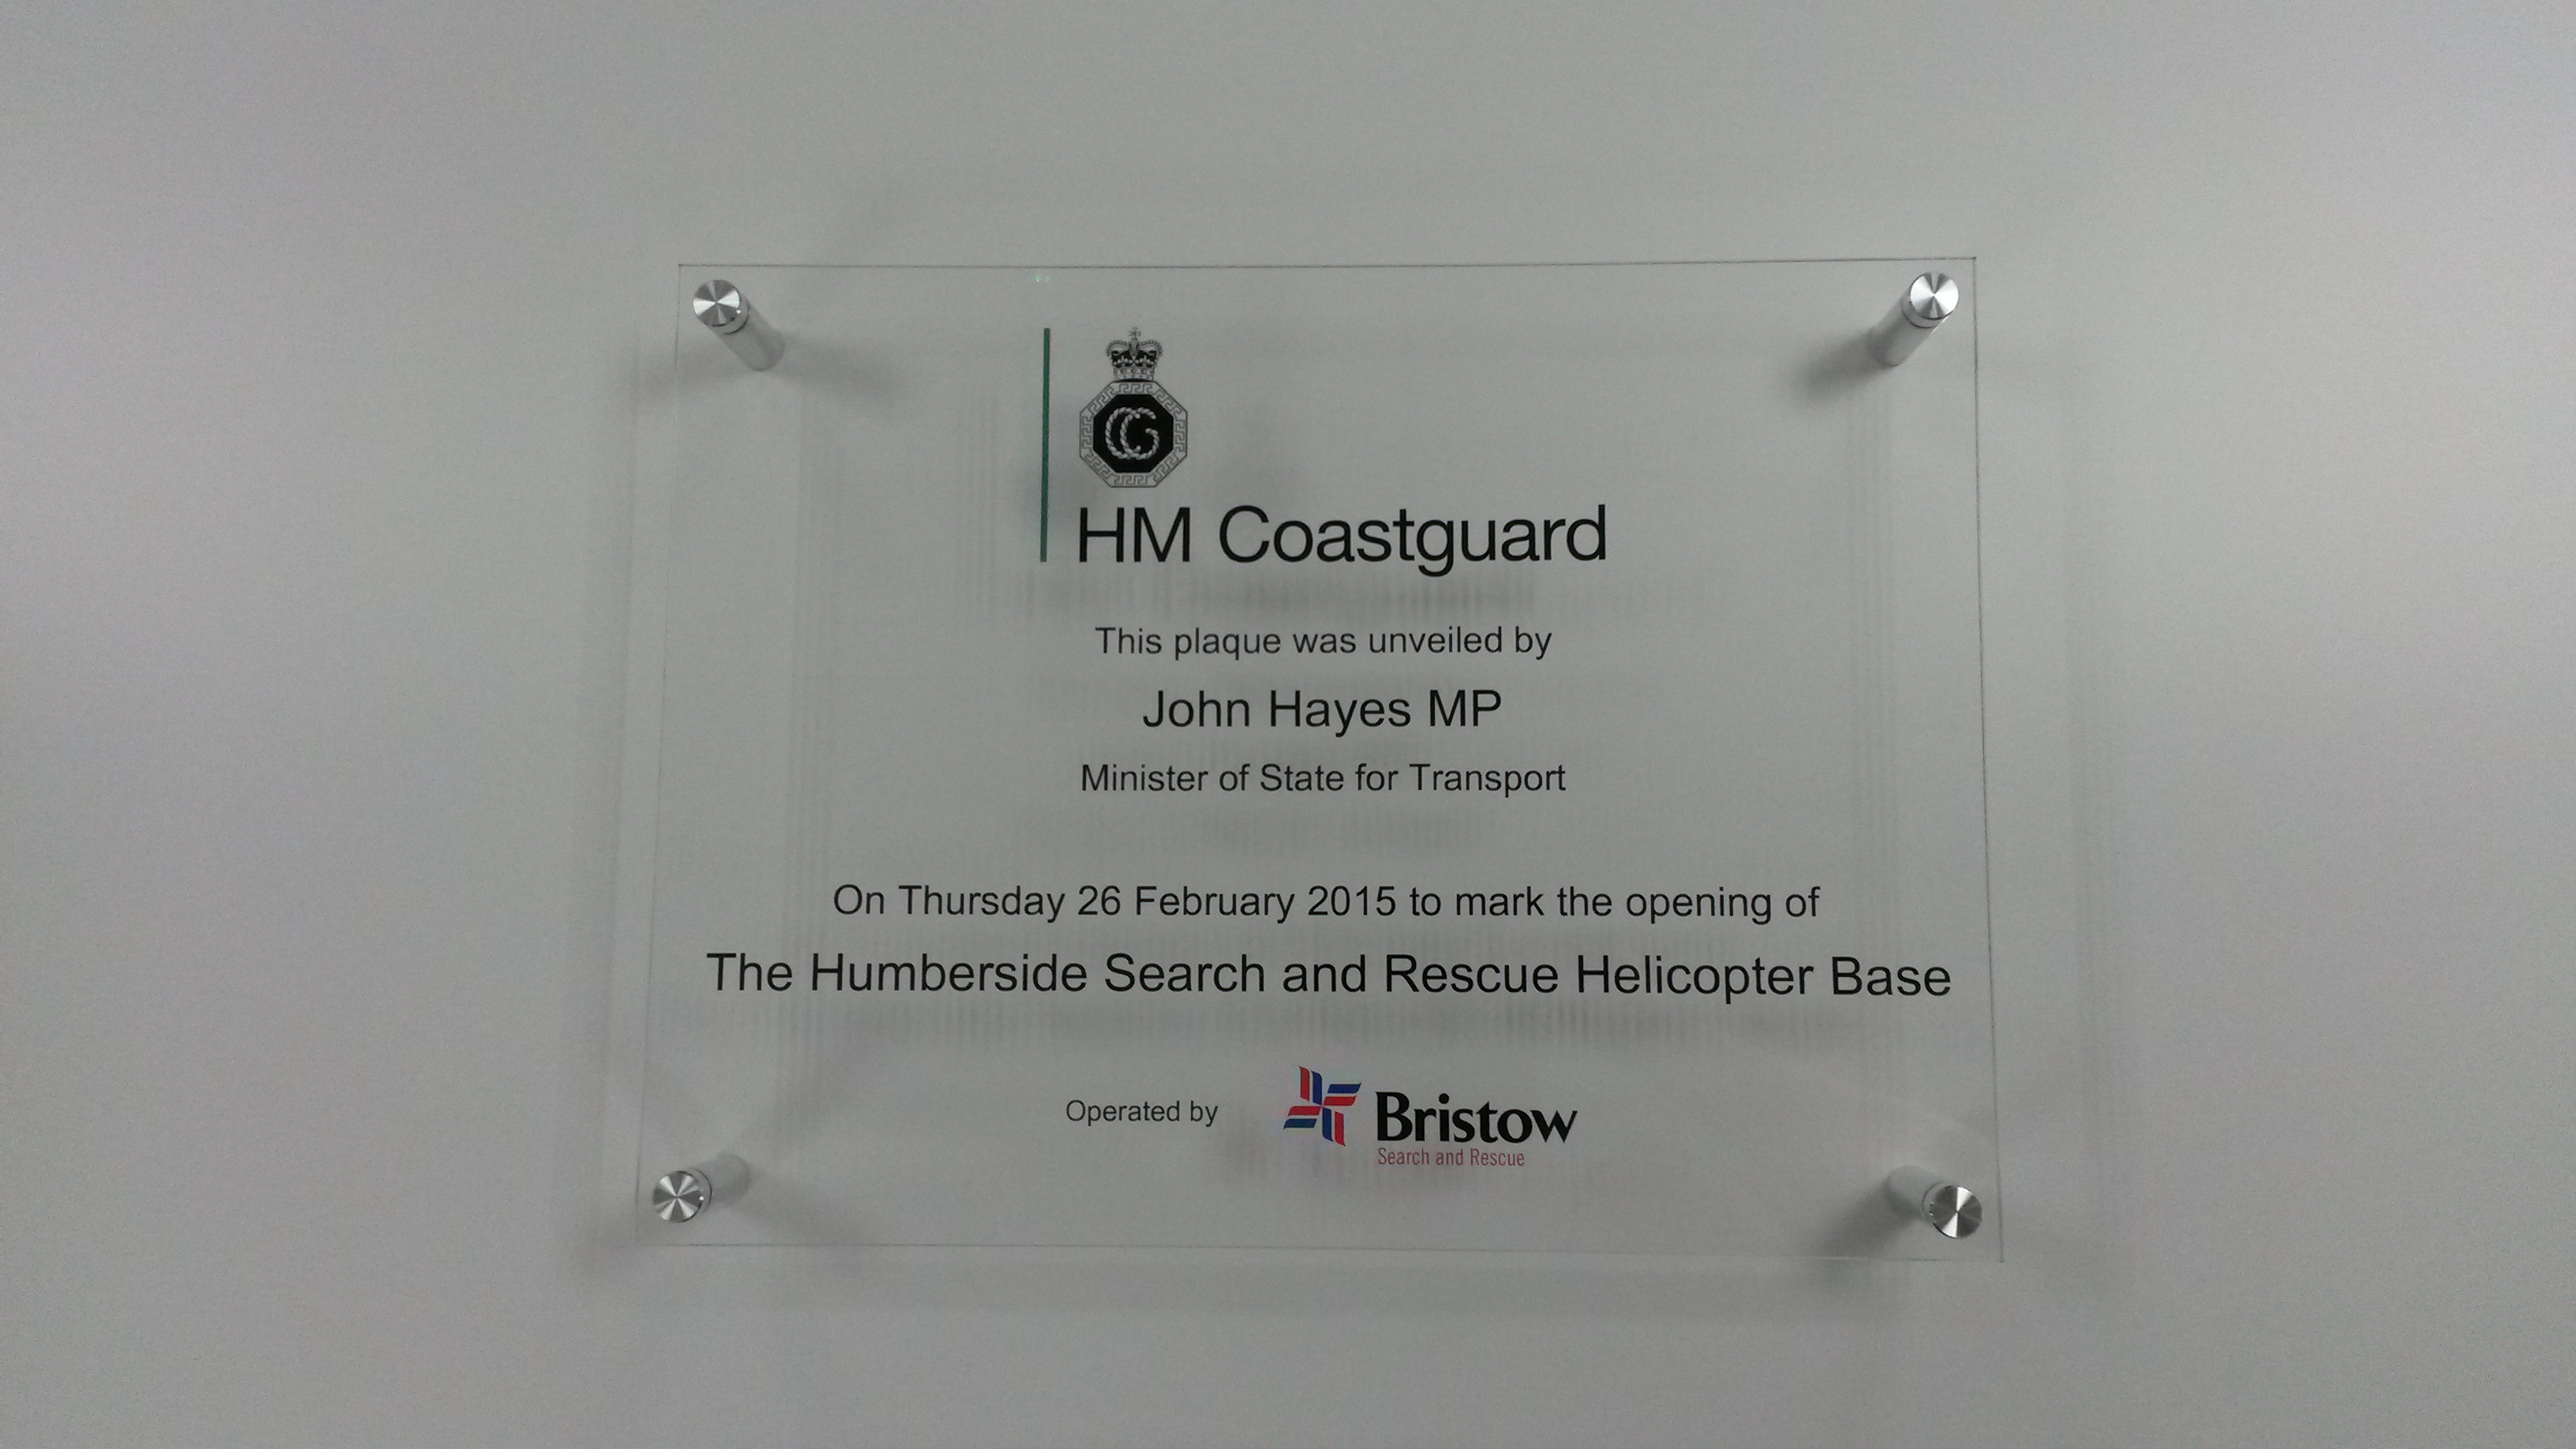 CG
HM Coastguard
This plaque was unveiled by
John Hayes MP
Minister of State for Transport
On Thursday 26 February 2015 to mark the opening of
The Humberside Search and Rescue Helicopter Base
Operated by
Bristow
Search and Rescue